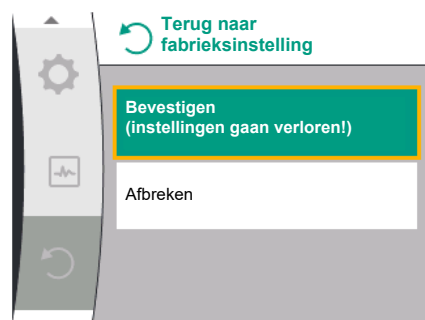 Terug naar
fabrieksinstelling
Bevestigen
(instellingen gaan verloren!)
Afbreken